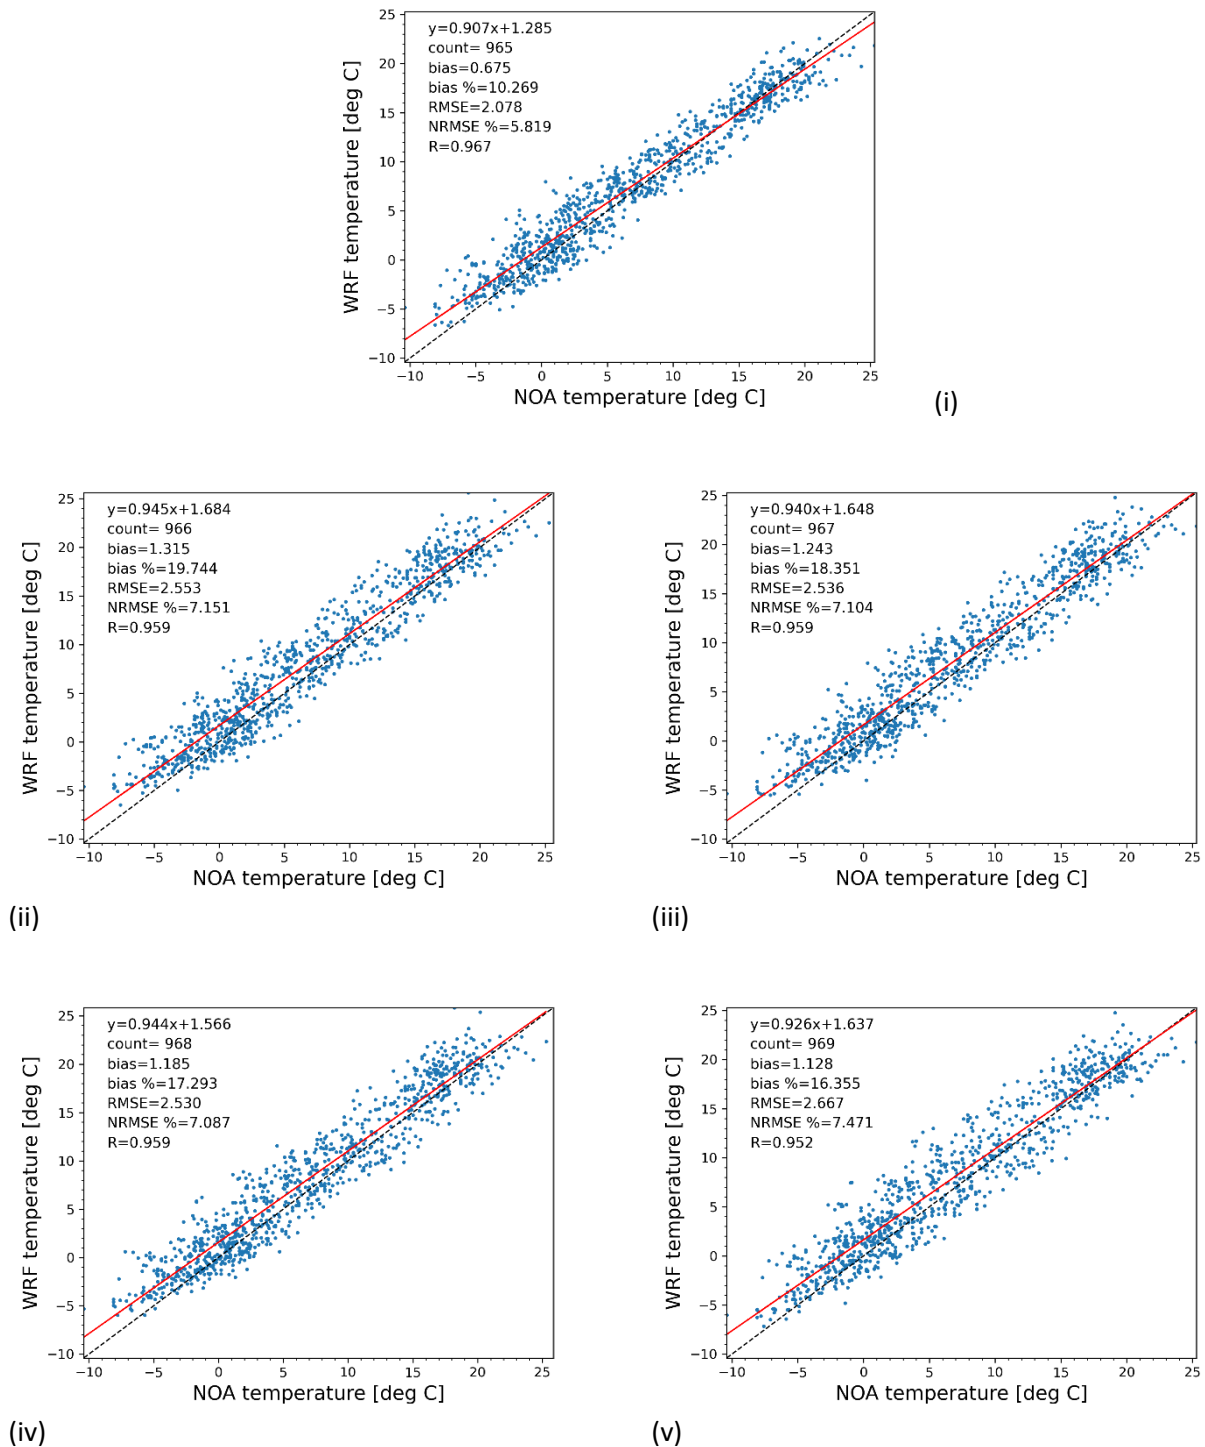 y=0.907x+1.285
count= 965
bias=0.675
bias %=10.269
RMSE=2.078
NRMSE %=5.819
R=0.967
25
20
15
10
5
0
−5
−10
WRF temperature [deg C]
−10 −5 0 5 10 15 20 25
NOA temperature [deg C]
(i)
y=0.945x+1.684
count= 966
bias=1.315
bias %=19.744
RMSE=2.553
NRMSE %=7.151
R=0.959
25
20
15
10
5
0
−5
−10
WRF temperature [deg C]
−10 −5 0 5 10 15 20 25
NOA temperature [deg C]
(ii)
y=0.940x+1.648
count= 967
bias=1.243
bias %=18.351
RMSE=2.536
NRMSE %=7.104
R=0.959
25
20
15
10
5
0
−5
−10
WRF temperature [deg C]
−10 −5 0 5 10 15 20 25
NOA temperature [deg C]
(iii)
y=0.944x+1.566
count= 968
bias=1.185
bias %=17.293
RMSE=2.530
NRMSE %=7.087
R=0.959
25
20
15
10
5
0
−5
−10
WRF temperature [deg C]
−10 −5 0 5 10 15 20 25
NOA temperature [deg C]
(iv)
y=0.926x+1.637
count= 969
bias=1.128
bias %=16.355
RMSE=2.667
NRMSE %=7.471
R=0.952
25
20
15
10
5
0
−5
−10
WRF temperature [deg C]
−10 −5 0 5 10 15 20 25
NOA temperature [deg C]
(v)